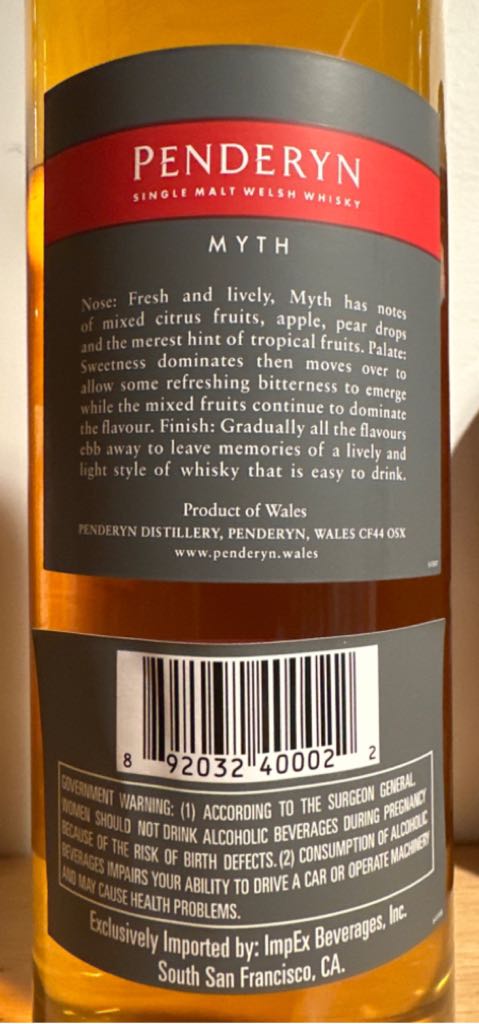 PENDERYN
SINGLE MALT WELSH WHISKY
MYTH
Nose: Fresh and lively, Myth has notes
of mixed citrus fruits, apple, pear drops
and the merest hint of tropical fruits. Palate:
Sweetness dominates then moves over to
allow some refreshing bitterness to emerge
while the mixed fruits continue to dominate
the flavour. Finish: Gradually all the flavours
ebb away to leave memories of a lively and
light style of whisky that is easy to drink.
Product of Wales
PENDERYN DISTILLERY, PENDERYN, WALES CF44 0SX
www.penderyn.wales
8 92032 40002 2
GOVERNMENT WARNING: (1) ACCORDING TO THE SURGEON GENERAL,
WOMEN SHOULD NOT DRINK ALCOHOLIC BEVERAGES DURING PREGNANCY
BECAUSE OF THE RISK OF BIRTH DEFECTS. (2) CONSUMPTION OF ALCOHOLIC
BEVERAGES IMPAIRS YOUR ABILITY TO DRIVE A CAR OR OPERATE MACHINERY
AND MAY CAUSE HEALTH PROBLEMS.
Exclusively Imported by: ImpEx Beverages, Inc.
South San Francisco, CA.